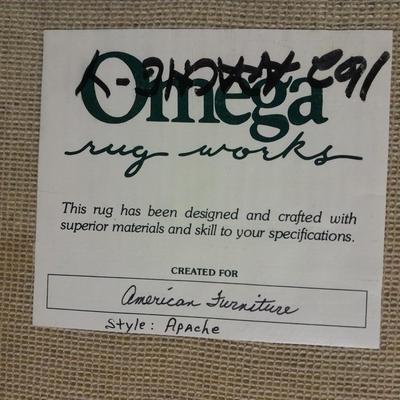 Omega
rug works
This rug has been designed and crafted with
superior materials and skill to your specifications.
CREATED FOR
American Furniture
Style: Apache